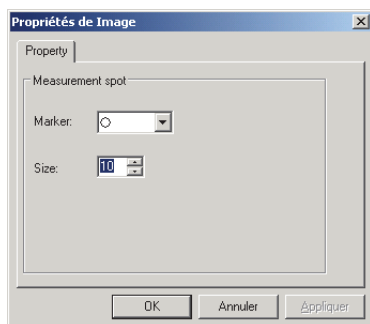 Propriétés de Image
Property
Measurement spot
Marker:
Size: 10
OK Annuler Appliquer